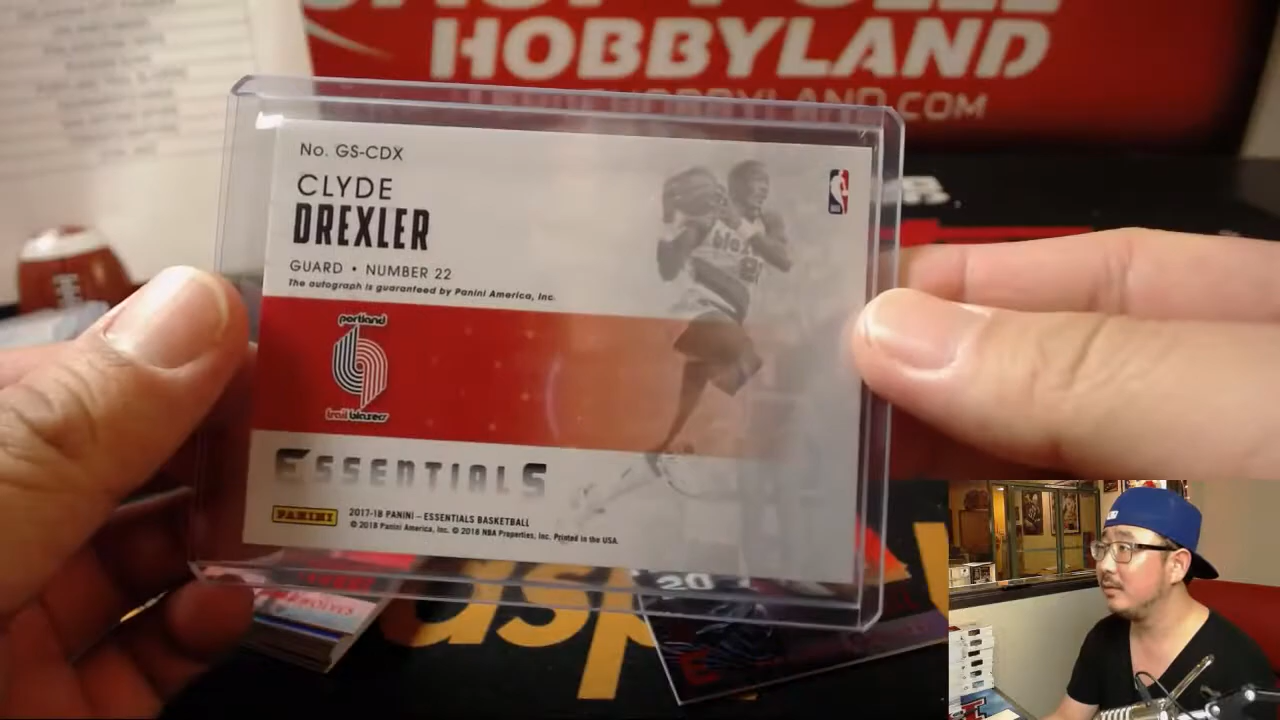 HOBBYLAND
HOBBYLAND.COM
No. GS-CDX
CLYDE
DREXLER
GUARD • NUMBER 22
The autograph is guaranteed by Panini America, Inc.
portland
trail blazers
ESSENTIALS
PANINI
2017-18 PANINI – ESSENTIALS BASKETBALL
© 2018 Panini America, Inc. © 2018 NBA Properties, Inc. Printed in the USA.
20